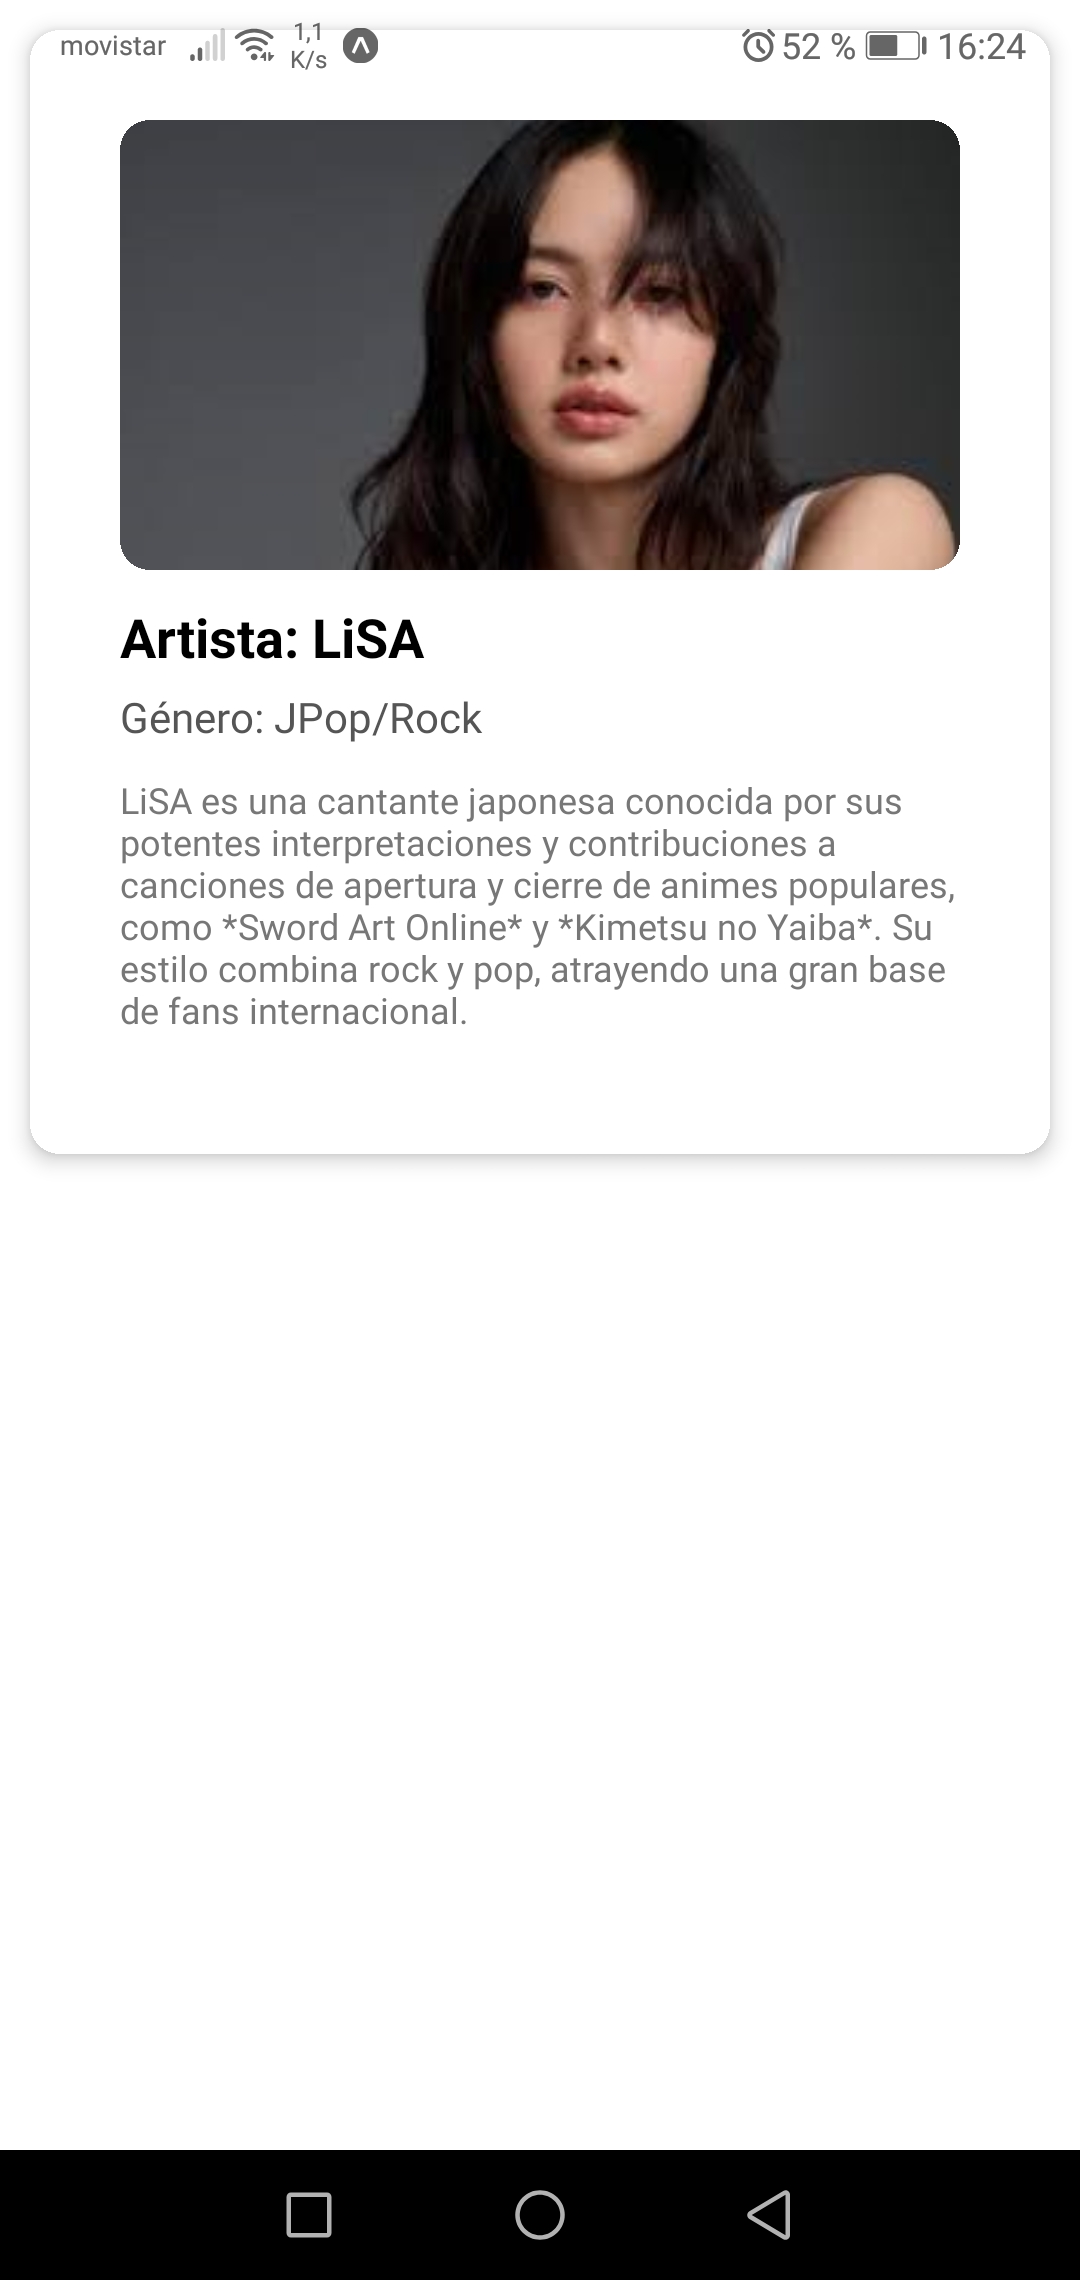 movistar 1,1 K/s 52 % 16:24
Artista: LiSA
Género: JPop/Rock
LiSA es una cantante japonesa conocida por sus
potentes interpretaciones y contribuciones a
canciones de apertura y cierre de animes populares,
como *Sword Art Online* y *Kimetsu no Yaiba*. Su
estilo combina rock y pop, atrayendo una gran base
de fans internacional.